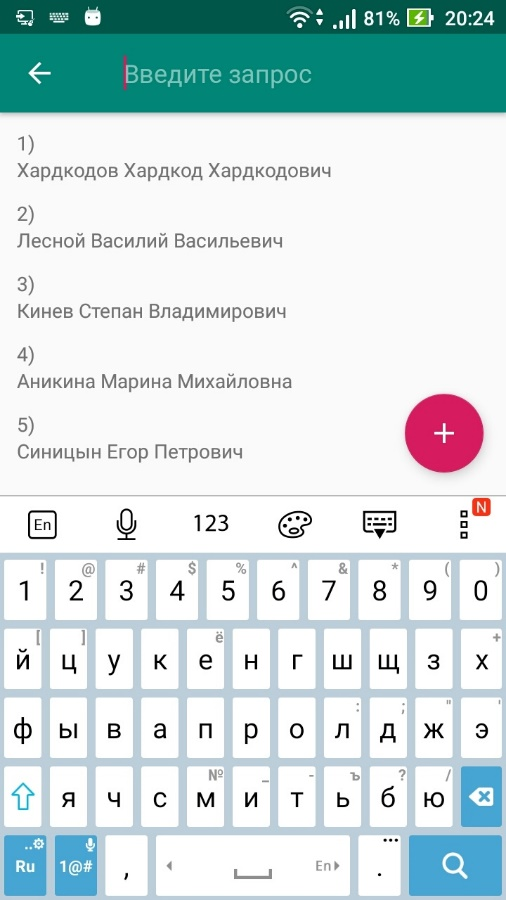 81% 20:24
Введите запрос
1)
Хардкодов Хардкод Хардкодович
2)
Лесной Василий Васильевич
3)
Кинев Степан Владимирович
4)
Аникина Марина Михайловна
5)
Синицын Егор Петрович
+
En 123 N
! @ # $ % ^ & * ( )
1 2 3 4 5 6 7 8 9 0
[ ] ё +
й ц у к е н г ш щ з х
: ; " '
ф ы в а п р о л д ж э
№ _ - ъ ? /
я ч с м и т ь б ю
Ru 1@# , En . ...